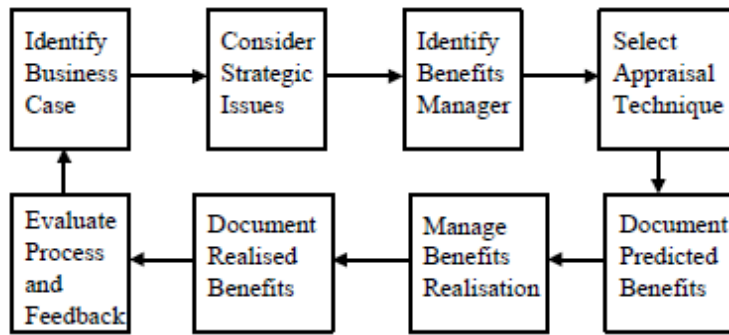 Identify
Business
Case
Consider
Strategic
Issues
Identify
Benefits
Manager
Select
Appraisal
Technique
Evaluate
Process
and
Feedback
Document
Realised
Benefits
Manage
Benefits
Realisation
Document
Predicted
Benefits